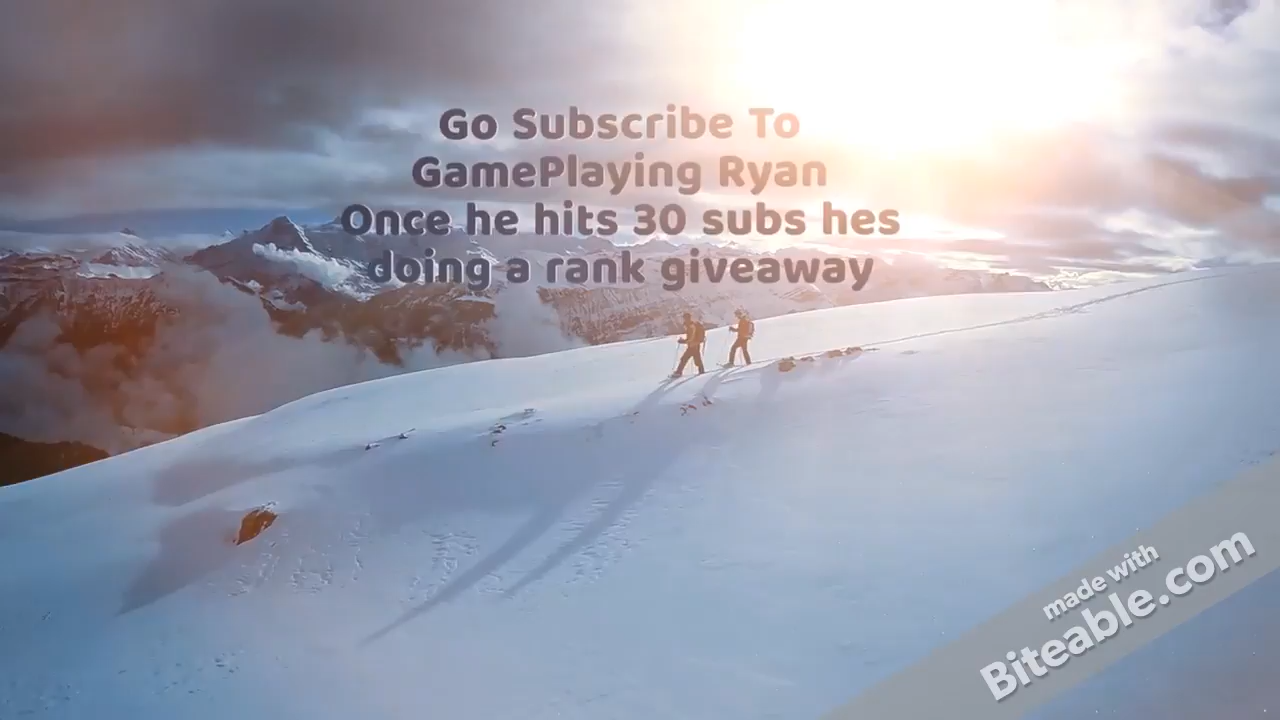 Go Subscribe To
GamePlaying Ryan
Once he hits 30 subs hes
doing a rank giveaway
made with
Biteable.com